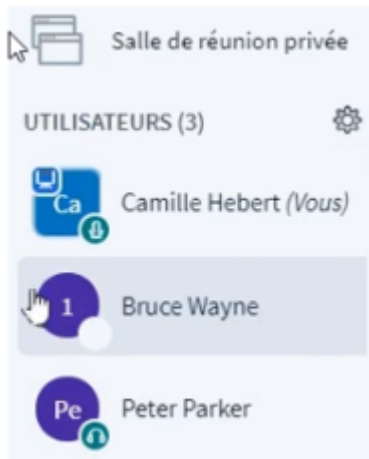 Salle de réunion privée
UTILISATEURS (3)
Ca Camille Hebert (Vous)
1 Bruce Wayne
Pe Peter Parker